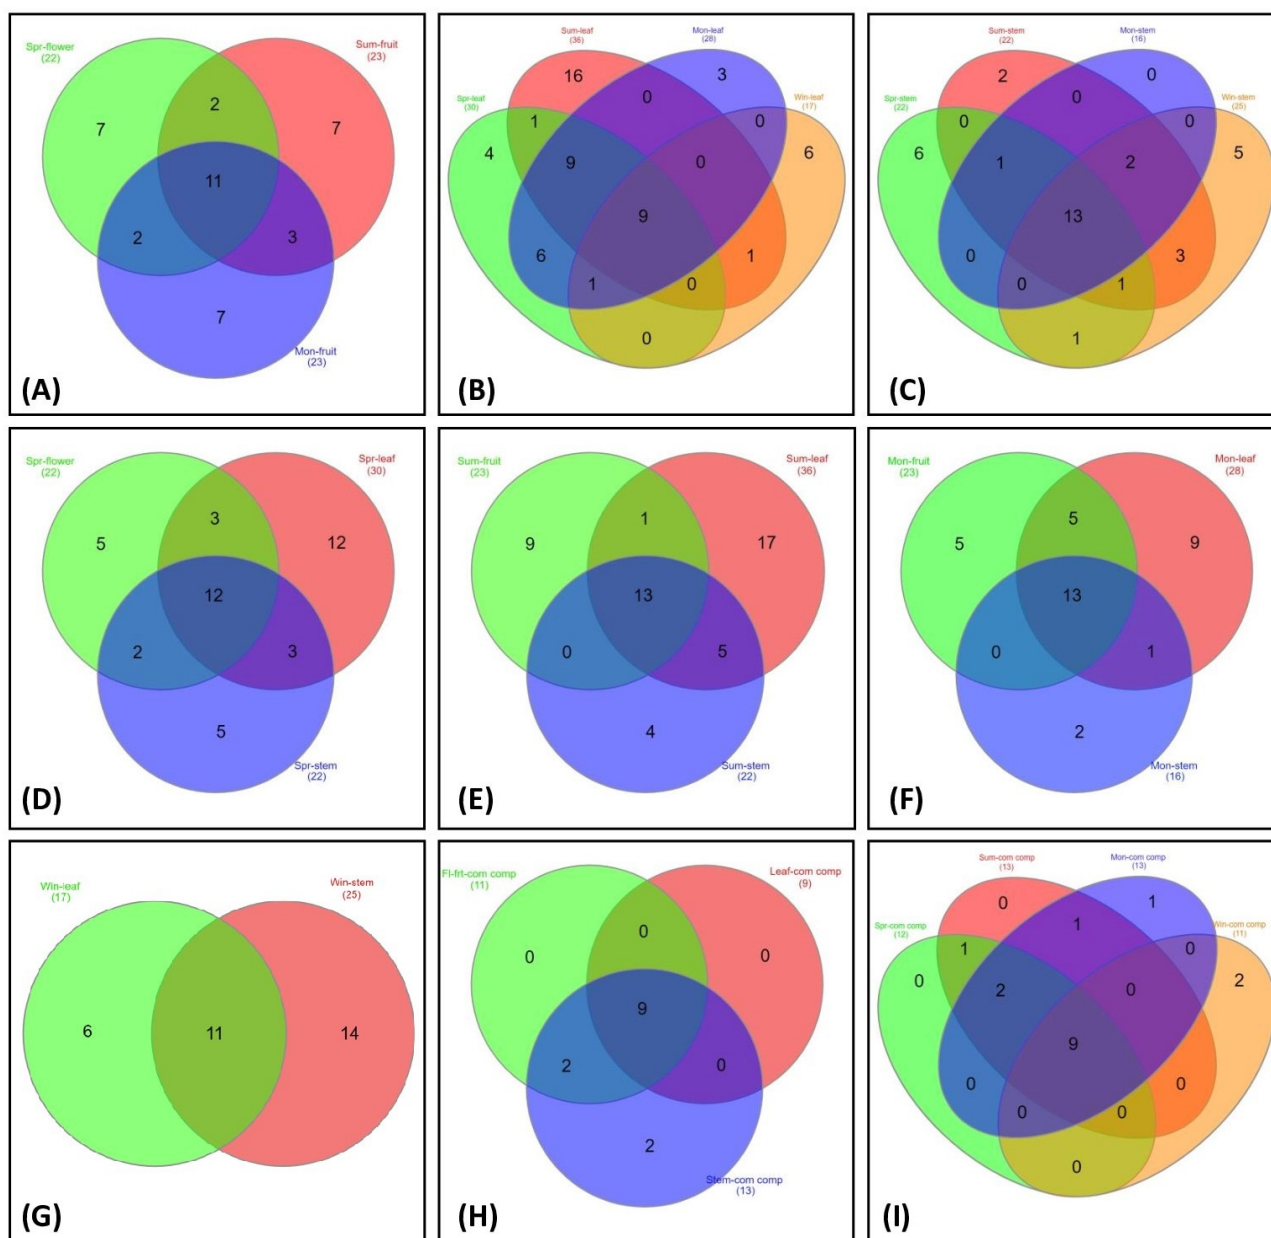 Spr-flower
(22)
Sum-fruit
(23)
2
7
7
11
2
3
7
Mon-fruit
(23)
(A)
Sum-leaf
(36)
Mon-leaf
(28)
Spr-leaf
(30)
Win-leaf
(17)
16
3
0
1
0
4
9
0
6
9
6
1
1
0
0
(B)
Sum-stem
(22)
Mon-stem
(16)
Spr-stem
(22)
Win-stem
(25)
2
0
0
0
0
6
1
2
5
13
0
3
0
1
1
(C)
Spr-flower
(22)
Spr-leaf
(30)
3
5
12
12
2
3
5
Spr-stem
(22)
(D)
Sum-fruit
(23)
Sum-leaf
(36)
1
9
17
13
0
5
4
Sum-stem
(22)
(E)
Mon-fruit
(23)
Mon-leaf
(28)
5
5
9
13
0
1
2
Mon-stem
(16)
(F)
Win-leaf
(17)
Win-stem
(25)
6
11
14
(G)
Fl-frt-com comp
(11)
Leaf-com comp
(9)
0
0
0
9
2
0
2
Stem-com comp
(13)
(H)
Sum-com comp
(13)
Mon-com comp
(13)
Spr-com comp
(12)
Win-com comp
(11)
0
1
1
1
0
0
2
0
2
9
0
0
0
0
0
(I)